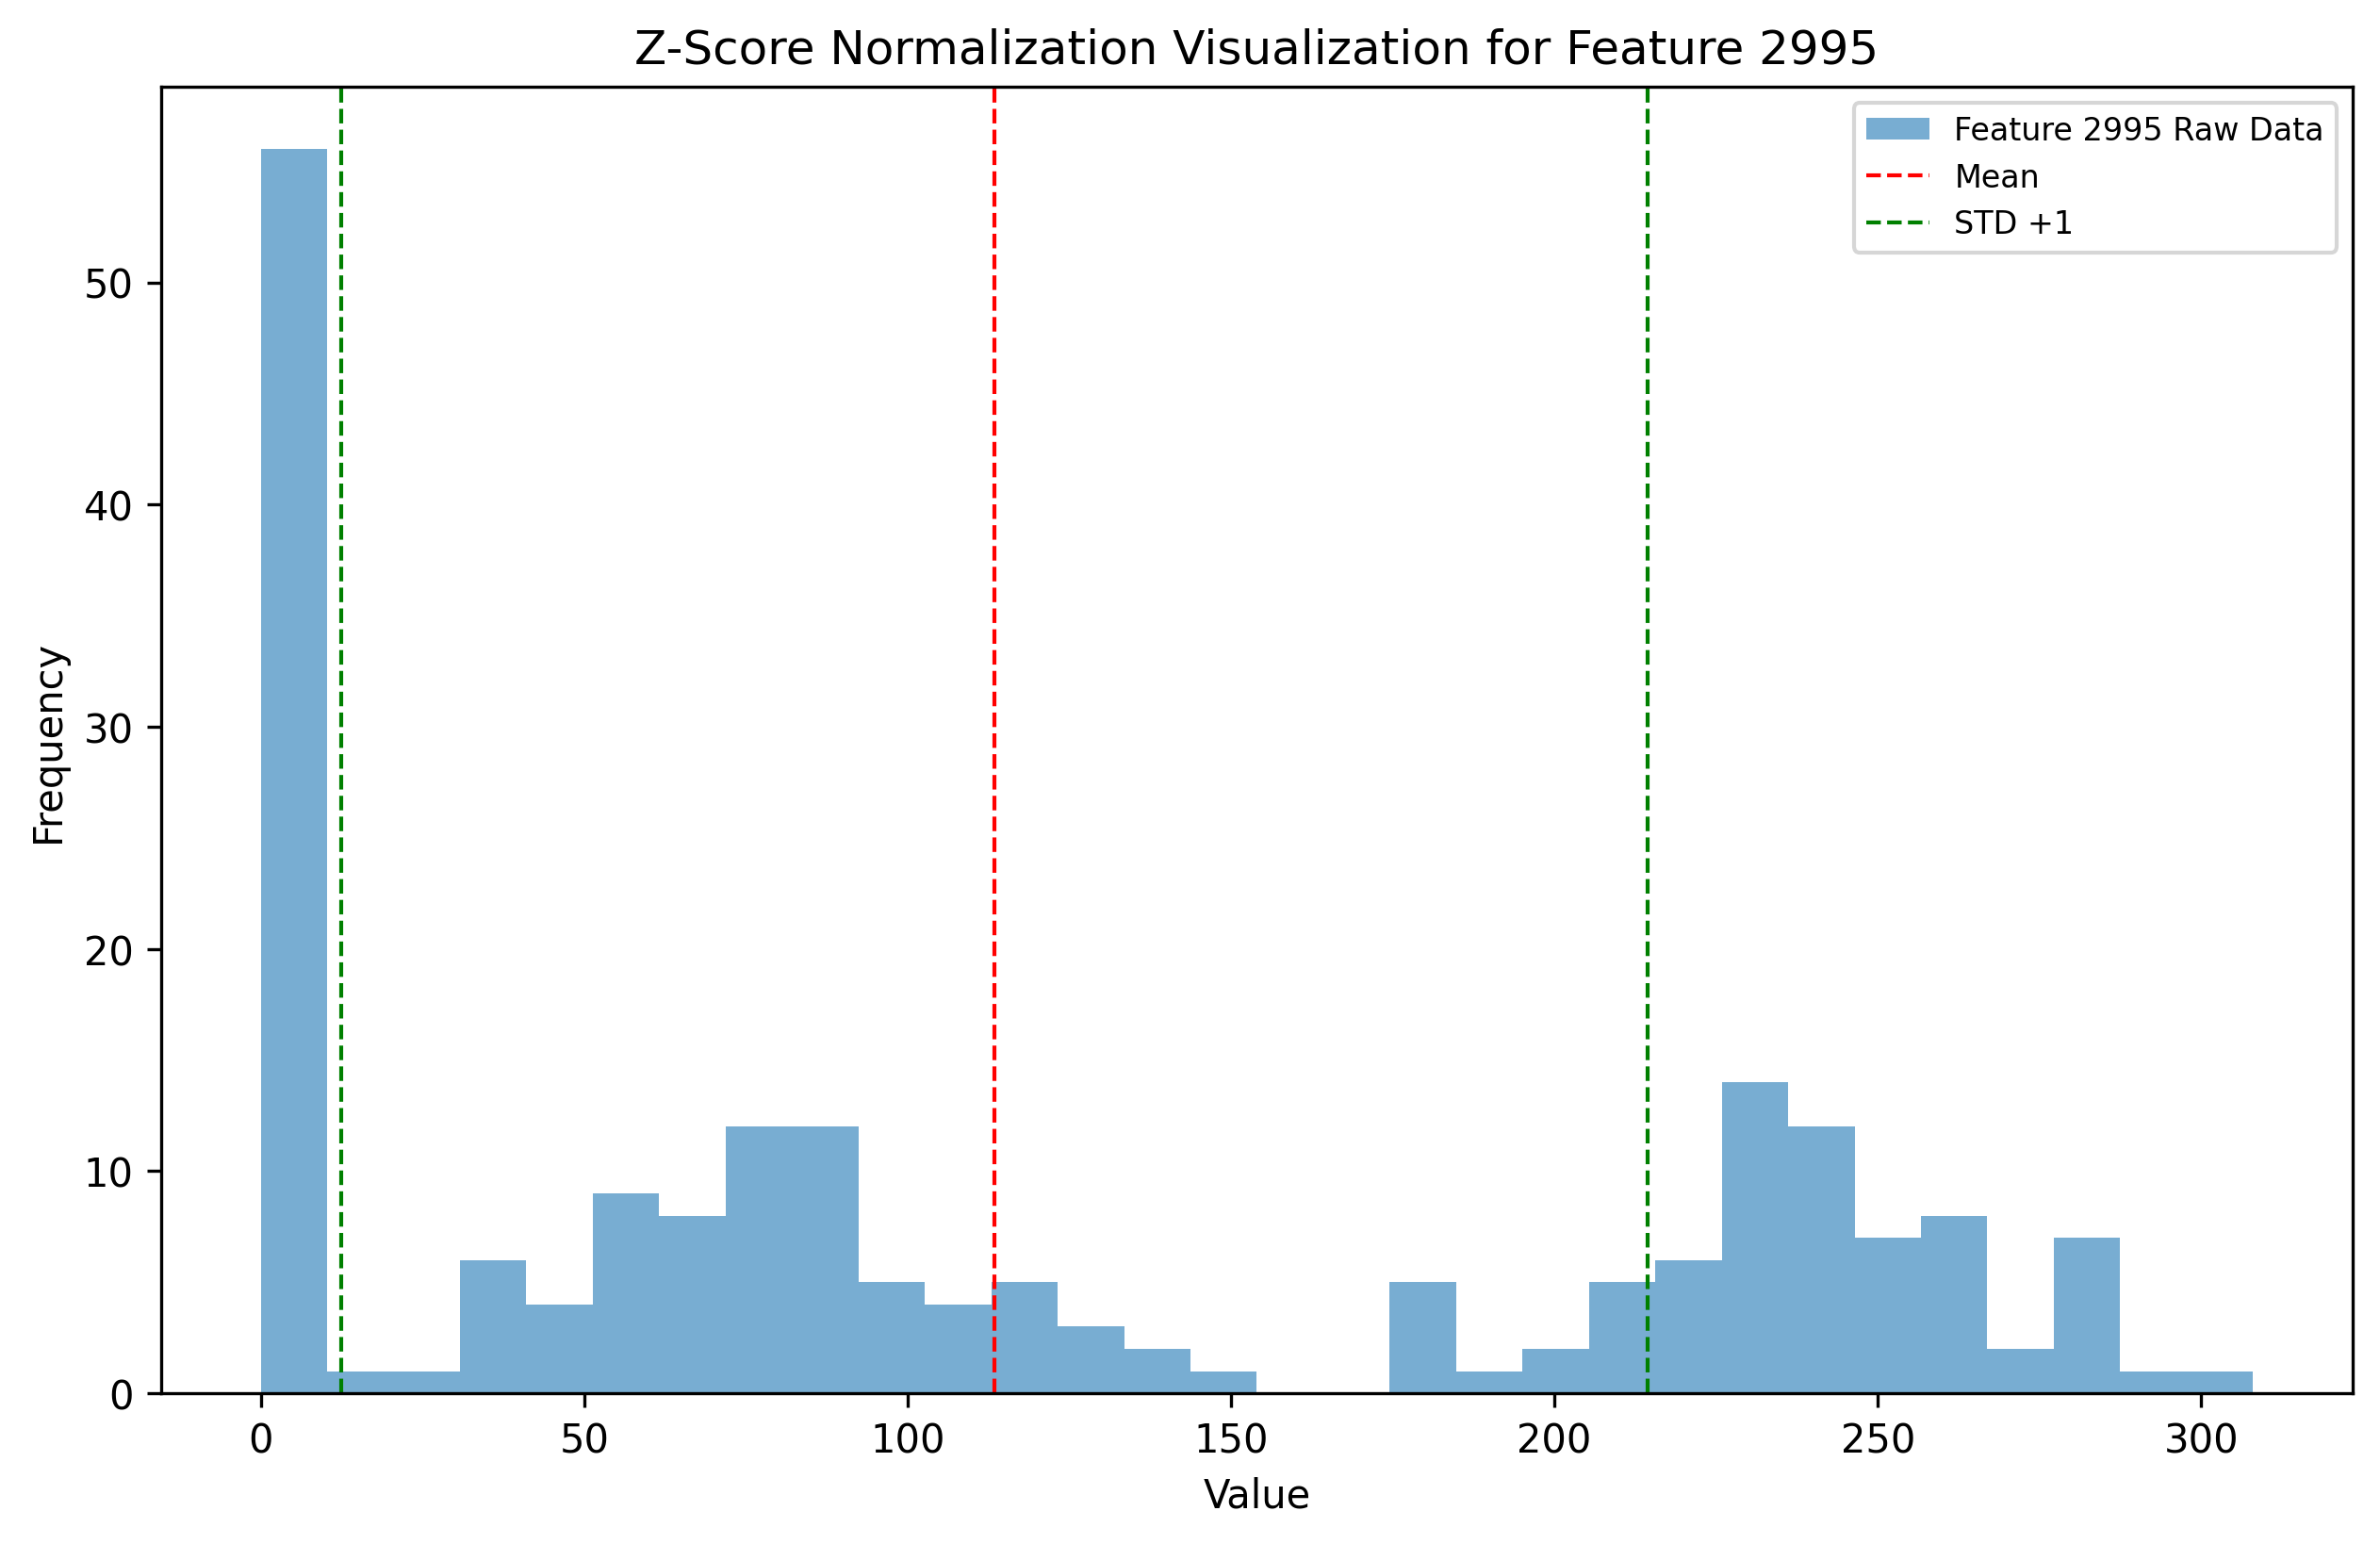 Z-Score Normalization Visualization for Feature 2995
Feature 2995 Raw Data
Mean
STD +1
50
40
30
20
10
0
Frequency
0 50 100 150 200 250 300
Value